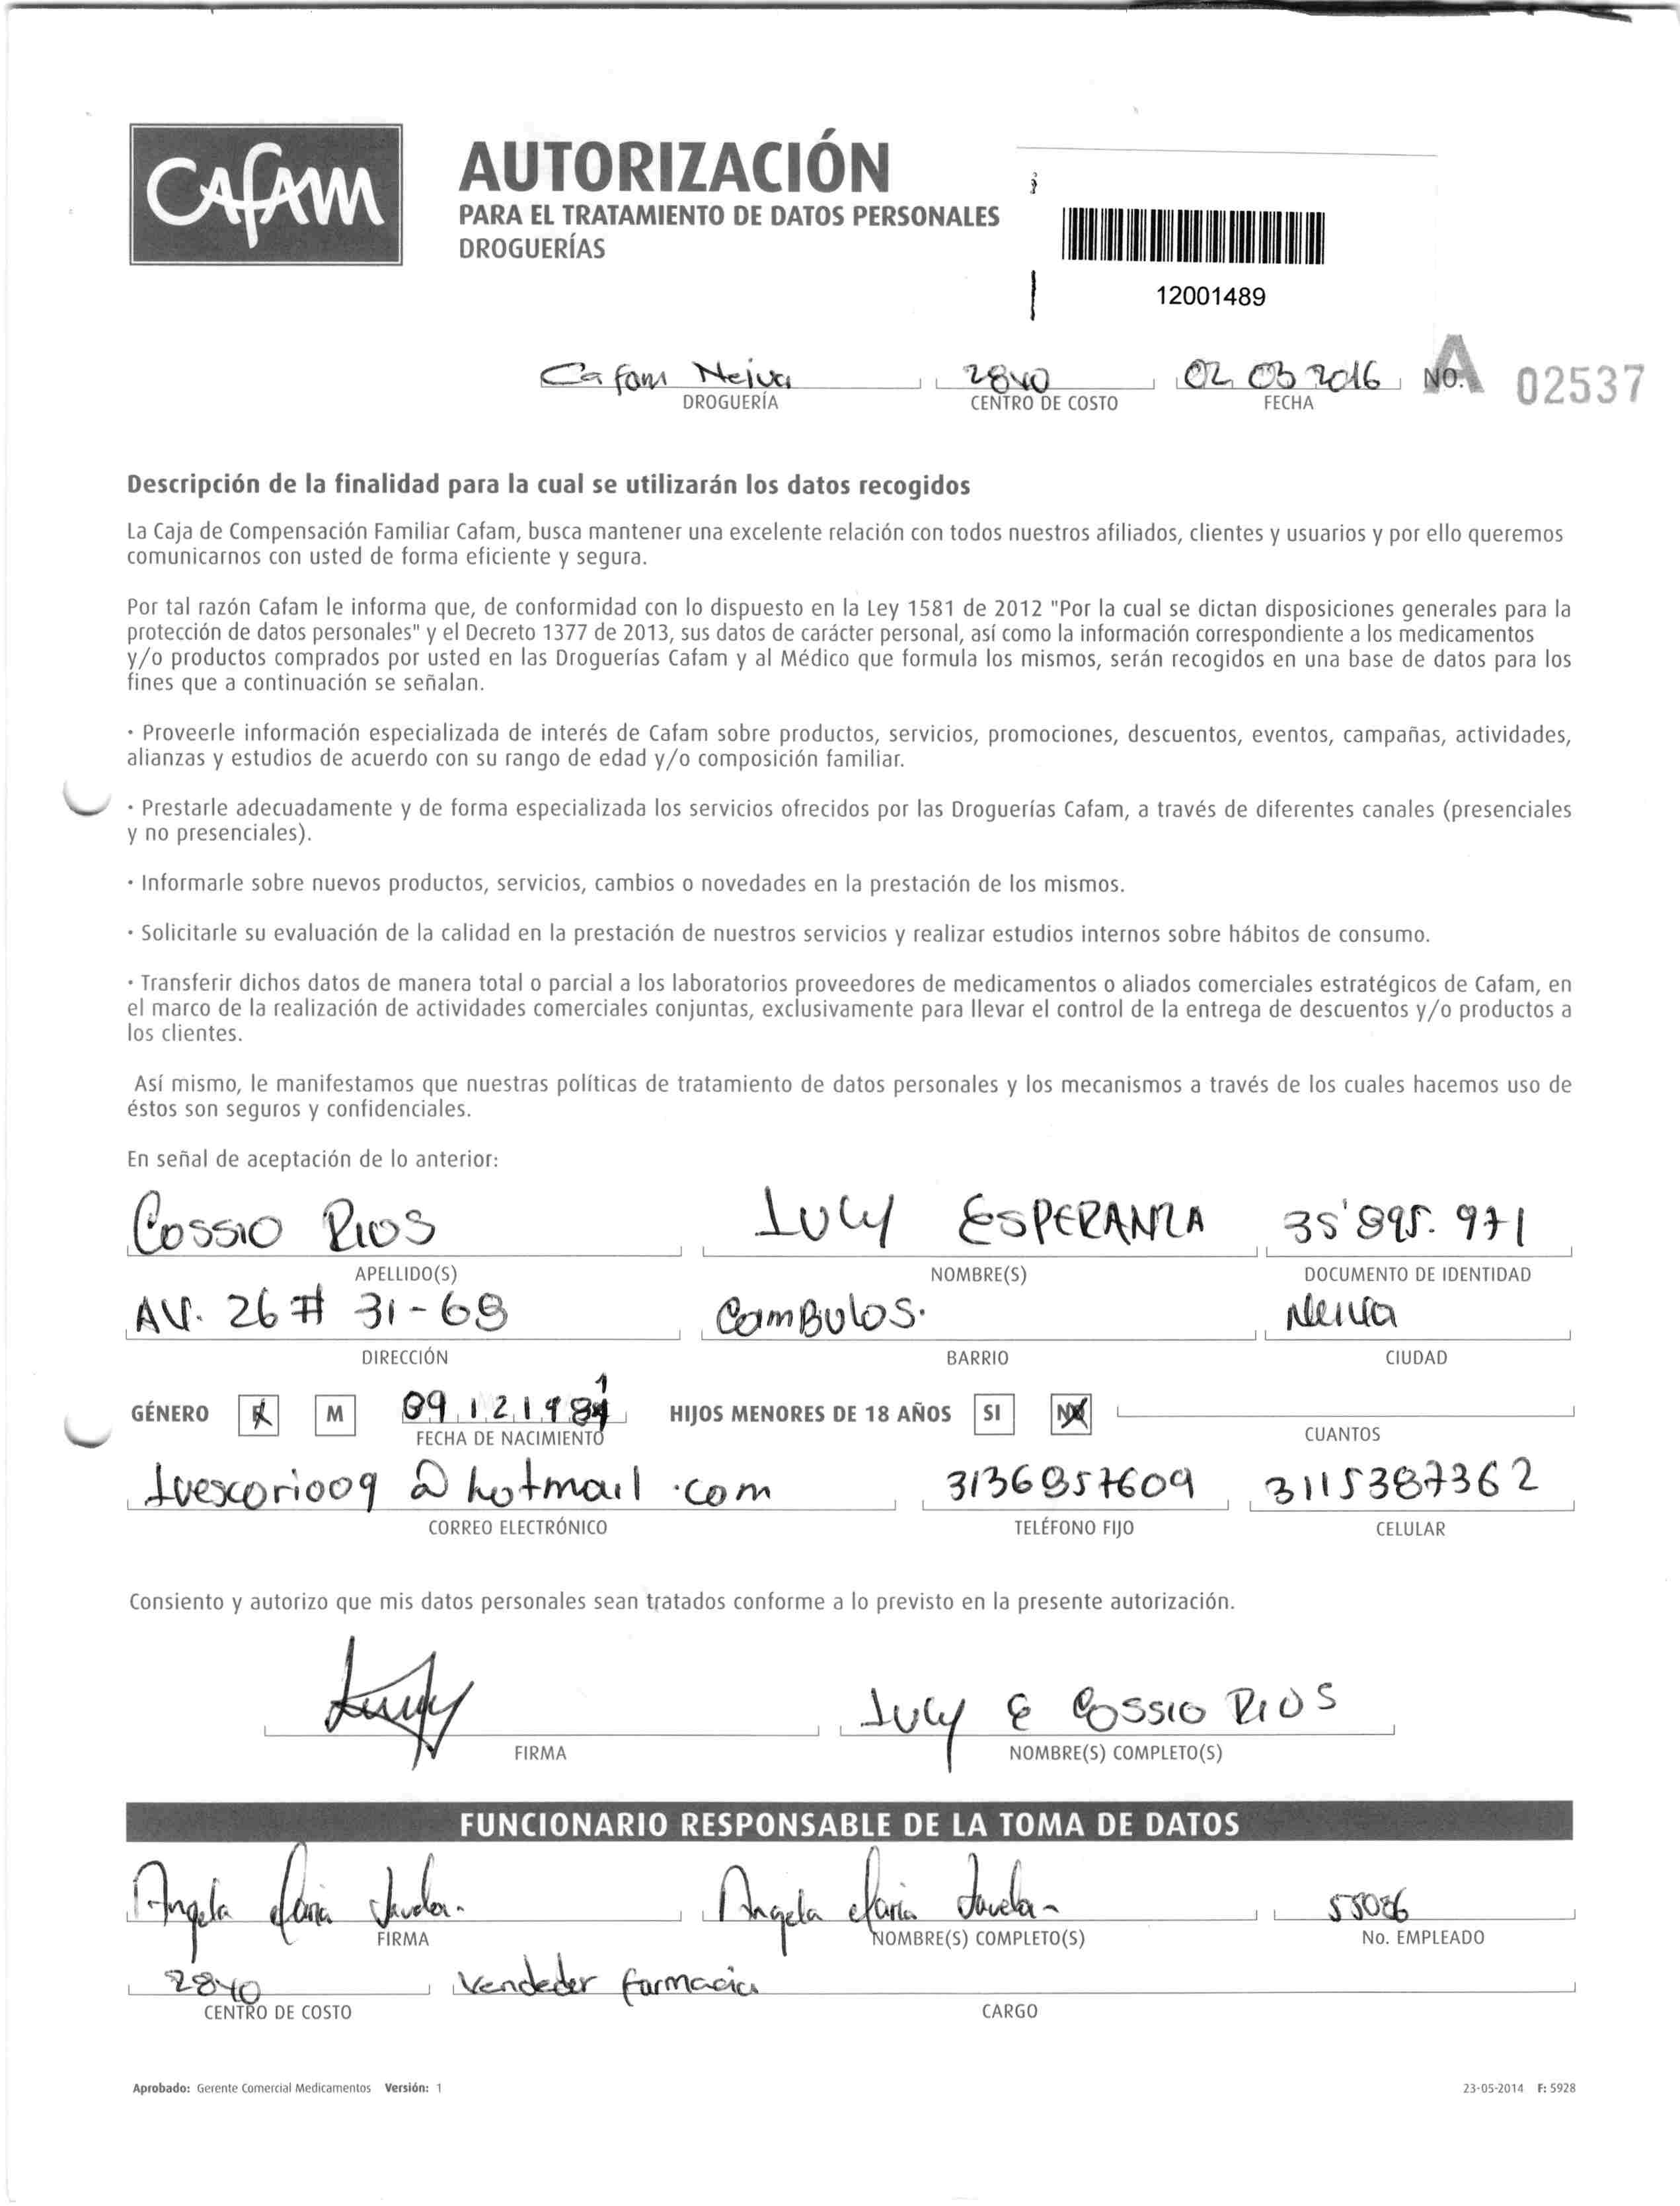 CAFAM
AUTORIZACIÓN
PARA EL TRATAMIENTO DE DATOS PERSONALES
DROGUERÍAS
12001489
Cafam Neiva 2840 02 03 2016 No. A 02537
DROGUERÍA CENTRO DE COSTO FECHA
Descripción de la finalidad para la cual se utilizarán los datos recogidos
La Caja de Compensación Familiar Cafam, busca mantener una excelente relación con todos nuestros afiliados, clientes y usuarios y por ello queremos
comunicarnos con usted de forma eficiente y segura.
Por tal razón Cafam le informa que, de conformidad con lo dispuesto en la Ley 1581 de 2012 "Por la cual se dictan disposiciones generales para la
protección de datos personales" y el Decreto 1377 de 2013, sus datos de carácter personal, así como la información correspondiente a los medicamentos
y/o productos comprados por usted en las Droguerías Cafam y al Médico que formula los mismos, serán recogidos en una base de datos para los
fines que a continuación se señalan.
· Proveerle información especializada de interés de Cafam sobre productos, servicios, promociones, descuentos, eventos, campañas, actividades,
alianzas y estudios de acuerdo con su rango de edad y/o composición familiar.
· Prestarle adecuadamente y de forma especializada los servicios ofrecidos por las Droguerías Cafam, a través de diferentes canales (presenciales
y no presenciales).
· Informarle sobre nuevos productos, servicios, cambios o novedades en la prestación de los mismos.
· Solicitarle su evaluación de la calidad en la prestación de nuestros servicios y realizar estudios internos sobre hábitos de consumo.
· Transferir dichos datos de manera total o parcial a los laboratorios proveedores de medicamentos o aliados comerciales estratégicos de Cafam, en
el marco de la realización de actividades comerciales conjuntas, exclusivamente para llevar el control de la entrega de descuentos y/o productos a
los clientes.
Así mismo, le manifestamos que nuestras políticas de tratamiento de datos personales y los mecanismos a través de los cuales hacemos uso de
éstos son seguros y confidenciales.
En señal de aceptación de lo anterior:
Cossio Rios LUCY ESPERANZA 35'895.971
APELLIDO(S) NOMBRE(S) DOCUMENTO DE IDENTIDAD
AV. 26 # 31-68 CAMBULOS. Neiva
DIRECCIÓN BARRIO CIUDAD
GÉNERO F M 09 12 198 HIJOS MENORES DE 18 AÑOS SI NO
FECHA DE NACIMIENTO CUANTOS
luescorio09@hotmail.com 3136857609 3115387362
CORREO ELECTRÓNICO TELÉFONO FIJO CELULAR
Consiento y autorizo que mis datos personales sean tratados conforme a lo previsto en la presente autorización.
LUCY E COSSIO RIOS
FIRMA NOMBRE(S) COMPLETO(S)
FUNCIONARIO RESPONSABLE DE LA TOMA DE DATOS
Angela Maria Angela Maria 55086
FIRMA NOMBRE(S) COMPLETO(S) No. EMPLEADO
2840 Vendedor farmacia
CENTRO DE COSTO CARGO
Aprobado: Gerente Comercial Medicamentos Versión: 1 23-05-2014 F: 5928